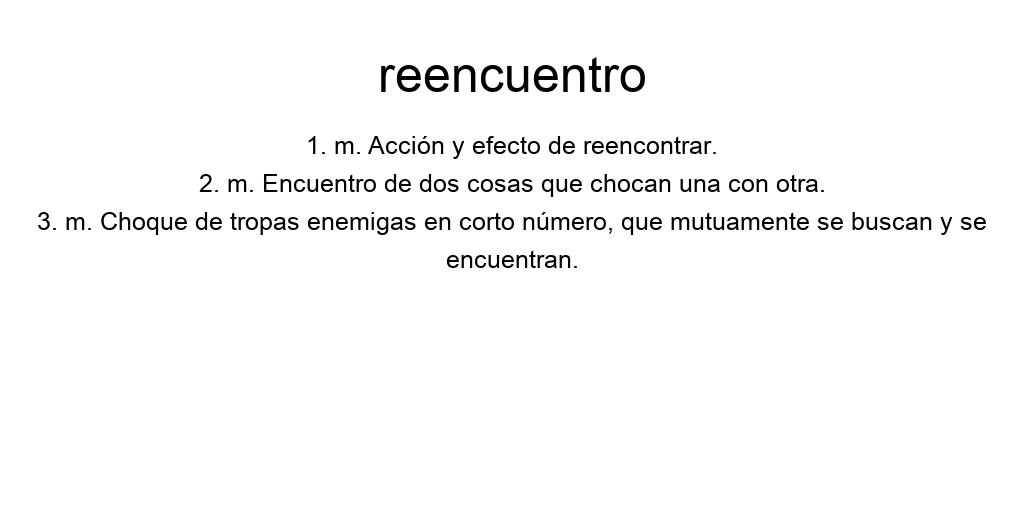 reencuentro
1. m. Acción y efecto de reencontrar.
2. m. Encuentro de dos cosas que chocan una con otra.
3. m. Choque de tropas enemigas en corto número, que mutuamente se buscan y se
encuentran.